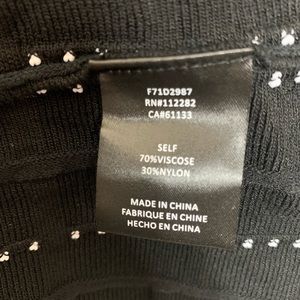 F71D2987
RN#112282
CA#61133
SELF
70%VISCOSE
30%NYLON
MADE IN CHINA
FABRIQUE EN CHINE
HECHO EN CHINA